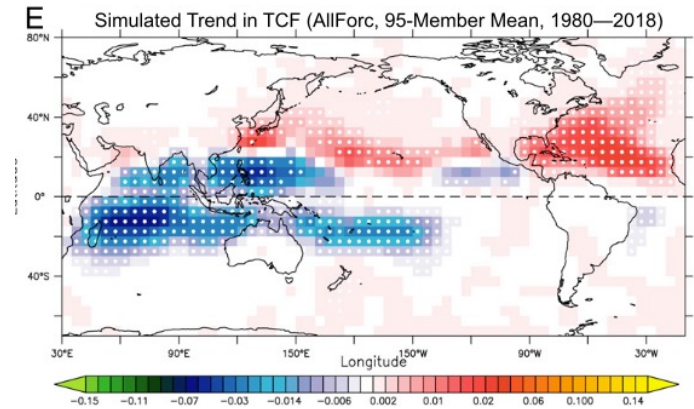 E Simulated Trend in TCF (AllForc, 95-Member Mean, 1980—2018)
80°N
40°N
0°
40°S
30°E 90°E 150°E 150°W 90°W 30°W
Longitude
−0.15 −0.11 −0.07 −0.03 −0.014 −0.006 0.002 0.01 0.02 0.06 0.100 0.14